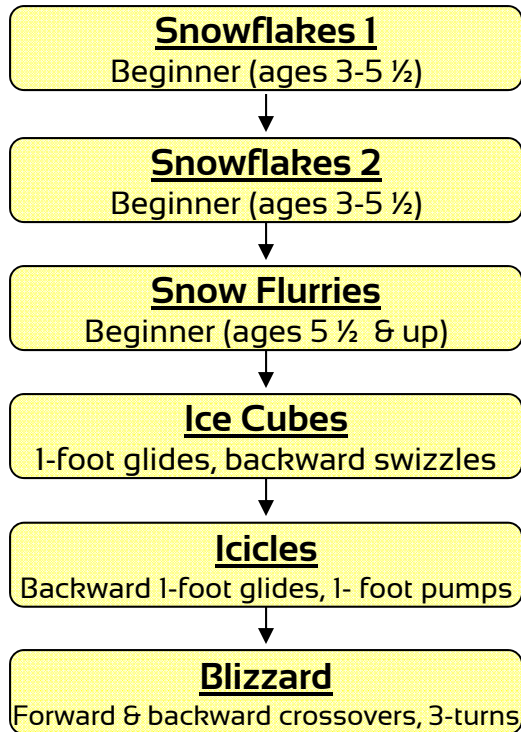 Snowflakes 1
Beginner (ages 3-5 ½)
Snowflakes 2
Beginner (ages 3-5 ½)
Snow Flurries
Beginner (ages 5 ½ & up)
Ice Cubes
1-foot glides, backward swizzles
Icicles
Backward 1-foot glides, 1- foot pumps
Blizzard
Forward & backward crossovers, 3-turns